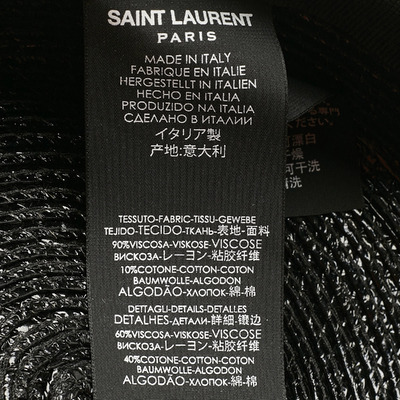 SAINT LAURENT
PARIS
MADE IN ITALY
FABRIQUE EN ITALIE
HERGESTELLT IN ITALIEN
HECHO EN ITALIA
PRODUZIDO NA ITALIA
СДЕЛАНО В ИТАЛИИ
イタリア製
产地:意大利
TESSUTO-FABRIC-TISSU-GEWEBE
TEJIDO-TECIDO-ТКАНЬ-表地-面料
90%VISCOSA-VISKOSE-VISCOSE
ВИСКОЗА-レーヨン-粘胶纤维
10%COTONE-COTTON-COTON
BAUMWOLLE-ALGODON
ALGODÃO-ХЛОПОК-綿-棉
DETTAGLI-DETAILS-DETALLES
DETALHES-ДЕТАЛИ-詳細-镶边
60%VISCOSA-VISKOSE-VISCOSE
ВИСКОЗА-レーヨン-粘胶纤维
40%COTONE-COTTON-COTON
BAUMWOLLE-ALGODON
ALGODÃO-ХЛОПОК-綿-棉
漂白
可干洗